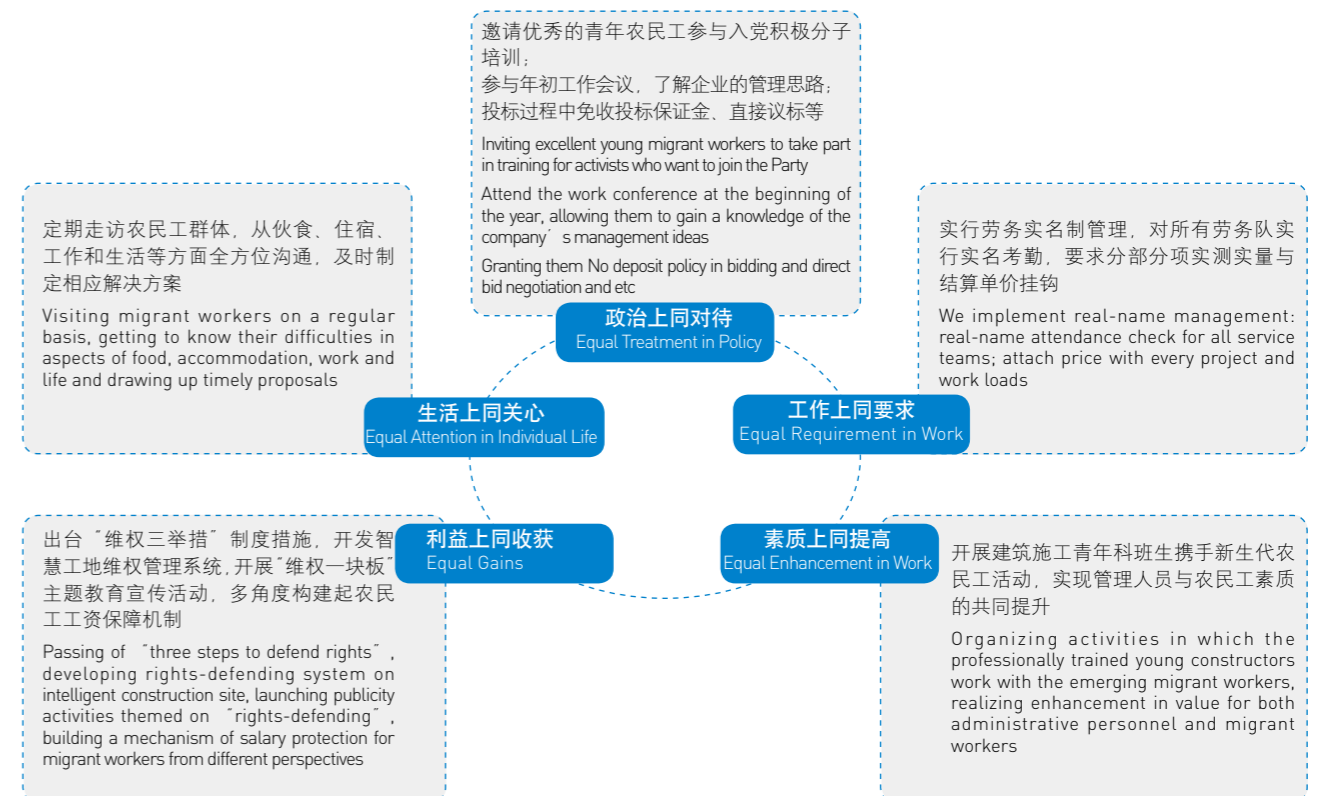 邀请优秀的青年农民工参与入党积极分子
培训；
参与年初工作会议，了解企业的管理思路；
投标过程中免收投标保证金、直接议标等
Inviting excellent young migrant workers to take part
in training for activists who want to join the Party
Attend the work conference at the beginning of
the year, allowing them to gain a knowledge of the
company′s management ideas
Granting them No deposit policy in bidding and direct
bid negotiation and etc
政治上同对待
Equal Treatment in Policy
定期走访农民工群体，从伙食、住宿、
工作和生活等方面全方位沟通，及时制
定相应解决方案
Visiting migrant workers on a regular
basis, getting to know their difficulties in
aspects of food, accommodation, work and
life and drawing up timely proposals
生活上同关心
Equal Attention in Individual Life
实行劳务实名制管理，对所有劳务队实
行实名考勤，要求分部分项实测实量与
结算单价挂钩
We implement real-name management:
real-name attendance check for all service
teams; attach price with every project and
work loads
工作上同要求
Equal Requirement in Work
出台″维权三举措″制度措施，开发智
慧工地维权管理系统，开展″维权一块板″
主题教育宣传活动，多角度构建起农民
工工资保障机制
Passing of ″three steps to defend rights″,
developing rights-defending system on
intelligent construction site, launching publicity
activities themed on ″rights-defending″,
building a mechanism of salary protection for
migrant workers from different perspectives
利益上同收获
Equal Gains
素质上同提高
Equal Enhancement in Work
开展建筑施工青年科班生携手新生代农
民工活动，实现管理人员与农民工素质
的共同提升
Organizing activities in which the
professionally trained young constructors
work with the emerging migrant workers,
realizing enhancement in value for both
administrative personnel and migrant
workers